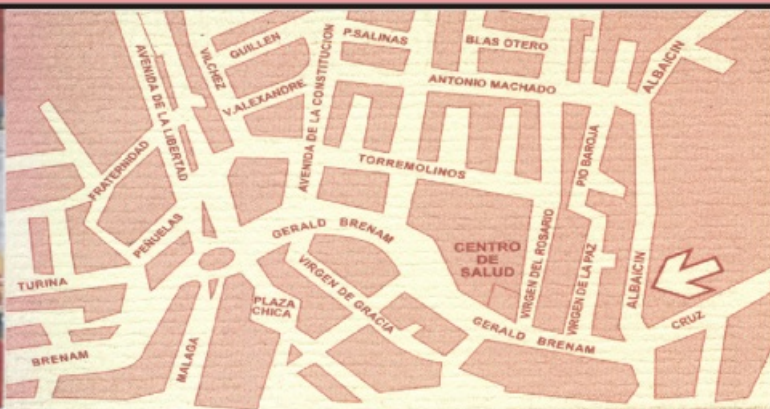 AVENIDA DE LA LIBERTAD
VILCHEZ
GUILLEN
V.ALEXANDRE
AVENIDA DE LA CONSTITUCION
P.SALINAS
BLAS OTERO
ANTONIO MACHADO
ALBAICIN
FRATERNIDAD
TORREMOLINOS
PIO BAROJA
PEÑUELAS
GERALD BRENAM
CENTRO
DE
SALUD
VIRGEN DEL ROSARIO
VIRGEN DE LA PAZ
ALBAICIN
TURINA
VIRGEN DE GRACIA
PLAZA
CHICA
GERALD BRENAM
CRUZ
BRENAM
MALAGA